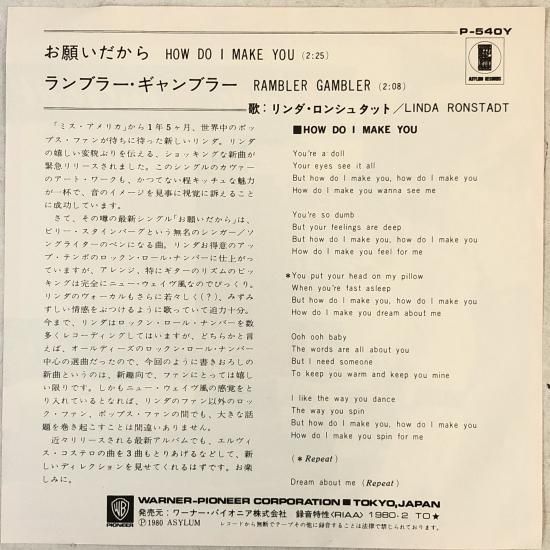 P-540Y
お願いだから HOW DO I MAKE YOU (2:25)
ASYLUM RECORDS
ランブラー・ギャンブラー RAMBLER GAMBLER (2:08)
歌：リンダ・ロンシュタット／LINDA RONSTADT
「ミス・アメリカ」から1年5ヶ月、世界中のポッ
プス・ファンが待ちに待った新しいリンダ。リンダ
の嬉しい変貌ぶりを伝える、ショッキングな新曲が
緊急リリースされました。このシングルのカヴァー
のアート・ワークも、かつてない程キッチュな魅力
が一杯で、音のイメージを見事に視覚に訴えること
に成功しています。
さて、その噂の最新シングル「お願いだから」は、
ビリー・スタインバーグという無名のシンガー／ソ
ングライターのペンになる曲。リンダお得意のアッ
プ・テンポのロックンロール・ナンバーに仕上がっ
ていますが、アレンジ、特にギターのリズムのピッ
キングは完全にニュー・ウェイヴ風なのでびっくり。
リンダのヴォーカルもさらに若々しく(？)、みずみ
ずしい情感をぶつけるように歌っていて迫力十分。
今まで、リンダはロックン・ロール・ナンバーを数
多くレコーディングしてはいますが、どちらかと言
えば、オールディーズのロックン・ロール・ナンバー
中心の選曲だったので、今回のように書きおろしの
新曲というのは、新趣向で、ファンにとっては嬉し
い限りです。しかもニュー・ウェイヴ風の感覚をと
り入れているとなれば、リンダのファン以外のロッ
ク・ファン、ポップス・ファンの間でも、大きな話
題を巻き起こすことは間違いありません。
近々リリースされる最新アルバムでも、エルヴィ
ス・コステロの曲を3曲もとりあげるなどして、新
しいディレクションを見せてくれるはずです。お楽
しみに。
■HOW DO I MAKE YOU
You're a doll
Your eyes see it all
But how do I make you, how do I make you
How do I make you wanna see me
You're so dumb
But your feelings are deep
But how do I make you, how do I make you
How do I make you feel for me
*You put your head on my pillow
When you're fast asleep
But how do I make you, how do I make you
How do I make you dream about me
Ooh ooh baby
The words are all about you
But I need someone
To keep you warm and keep you mine
I like the way you dance
The way you spin
But how do I make you, how do I make you
How do I make you spin for me
(* Repeat)
Dream about me (Repeat)
WB PIONEER
WARNER-PIONEER CORPORATION ■ TOKYO, JAPAN
発売元：ワーナー・パイオニア株式会社 録音特性<RIAA> 1980・2 TO★
Ⓟ 1980 ASYLUM レコードから無断でテープその他に録音することは法律で禁じられております。